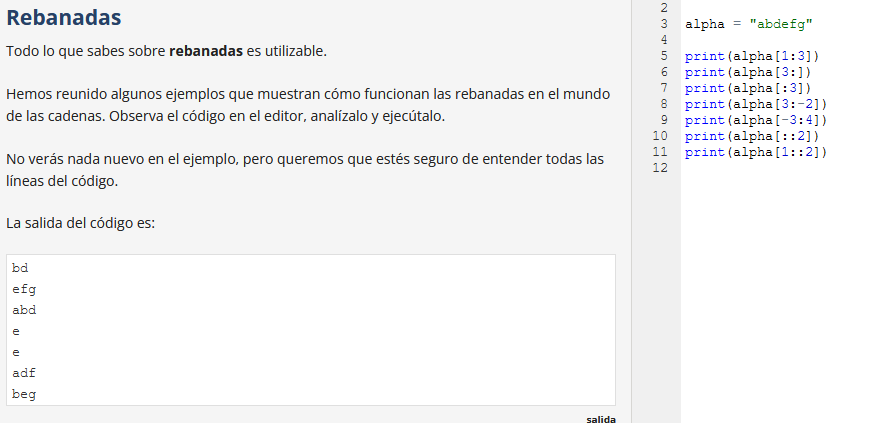 Rebanadas
Todo lo que sabes sobre rebanadas es utilizable.
Hemos reunido algunos ejemplos que muestran cómo funcionan las rebanadas en el mundo
de las cadenas. Observa el código en el editor, analízalo y ejecútalo.
No verás nada nuevo en el ejemplo, pero queremos que estés seguro de entender todas las
líneas del código.
La salida del código es:
bd
efg
abd
e
e
adf
beg
salida
2
3 alpha = "abdefg"
4
5 print(alpha[1:3])
6 print(alpha[3:])
7 print(alpha[:3])
8 print(alpha[3:-2])
9 print(alpha[-3:4])
10 print(alpha[::2])
11 print(alpha[1::2])
12